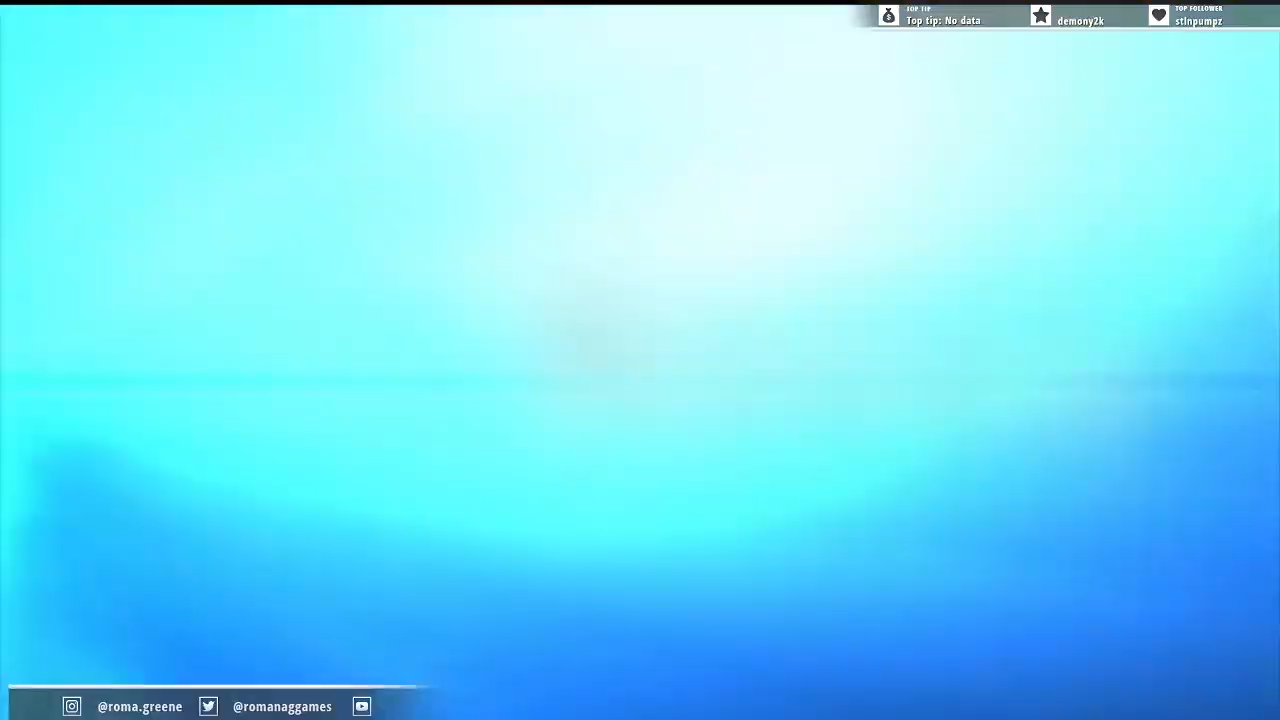 TOP TIP
Top tip: No data
demony2k
TOP FOLLOWER
stlnpumpz
@roma.greene @romanaggames